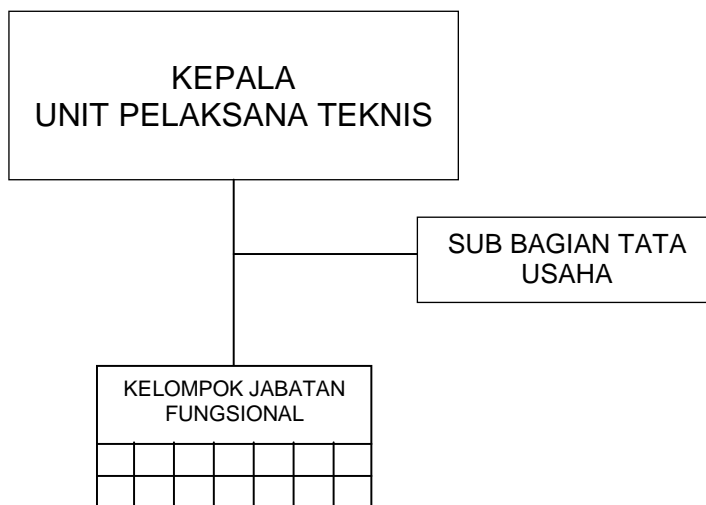 KEPALA
UNIT PELAKSANA TEKNIS
SUB BAGIAN TATA
USAHA
KELOMPOK JABATAN
FUNGSIONAL